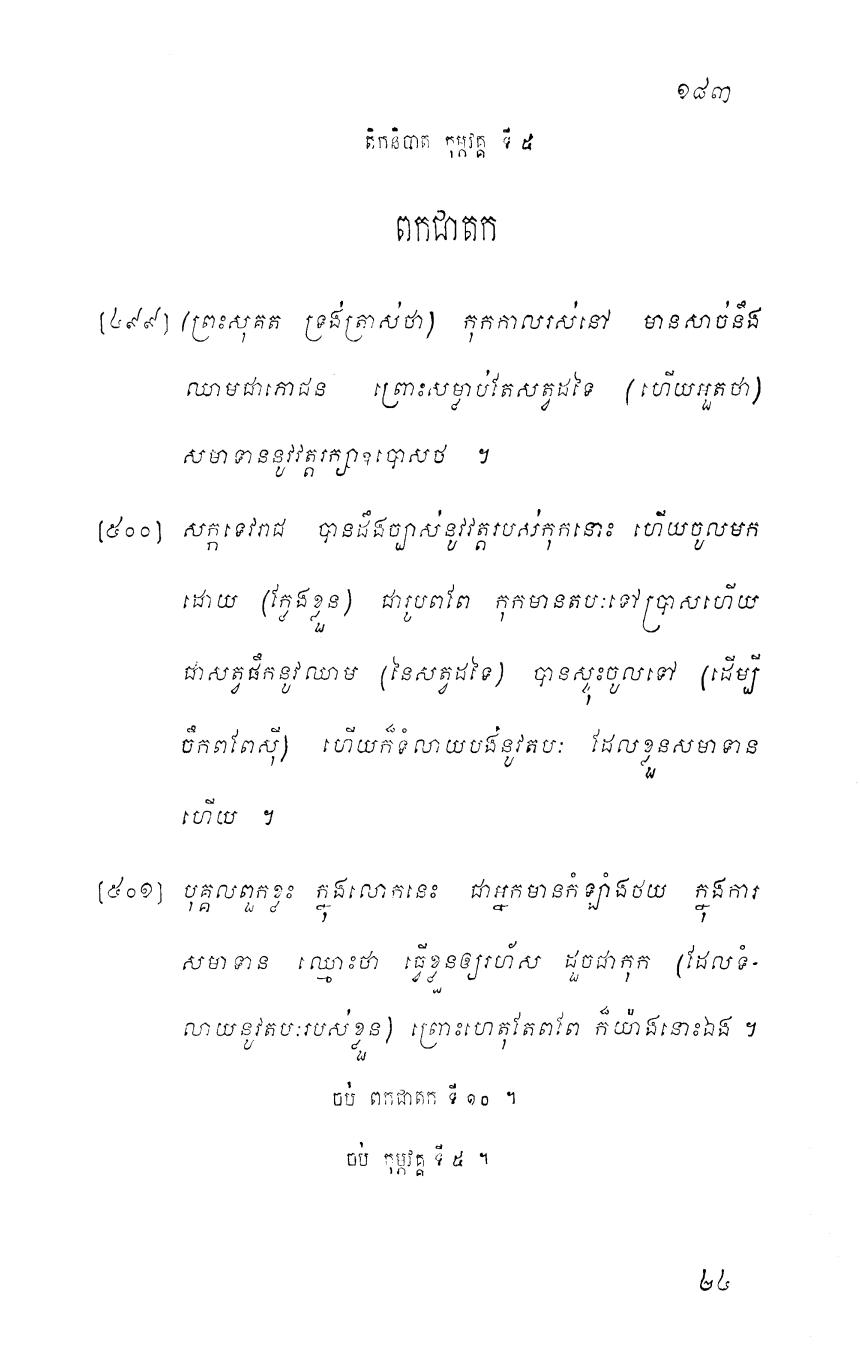 ១៨៣
តិកនិបាត កុម្ភវគ្គ ទី ៥
ពកជាតក
[៤៩៩] (ព្រះសុគត ទ្រង់ត្រាស់ថា) កុកកាលរស់នៅ មានសាច់នឹង
ឈាមជាភោជន ព្រោះសម្លាប់តែសត្វដទៃ (ហើយអួតថា)
សមាទាននូវវត្តរក្សាឧបោសថ ។
[៥០០] សក្កទេវរាជ បានដឹងច្បាស់នូវវត្តរបស់កុកនោះ ហើយចូលមក
ដោយ (ក្លែងខ្លួន) ជារូបពពែ កុកមានតបៈទៅប្រាសហើយ
ជាសត្វផឹកនូវឈាម (នៃសត្វដទៃ) បានស្ទុះចូលទៅ (ដើម្បី
ចឹកពពែស៊ី) ហើយក៏ទំលាយបង់នូវតបៈ ដែលខ្លួនសមាទាន
ហើយ ។
[៥០១] បុគ្គលពួកខ្លះ ក្នុងលោកនេះ ជាអ្នកមានកំឡាំងថយ ក្នុងការ
សមាទាន ឈ្មោះថា ធ្វើខ្លួនឲ្យរហ័ស ដូចជាកុក (ដែលទំ-
លាយនូវតបៈរបស់ខ្លួន) ព្រោះហេតុតែពពែ ក៏យ៉ាងនោះឯង ។
ចប់ ពកជាតក ទី ១០ ។
ចប់ កុម្ភវគ្គ ទី ៥ ។
២៤